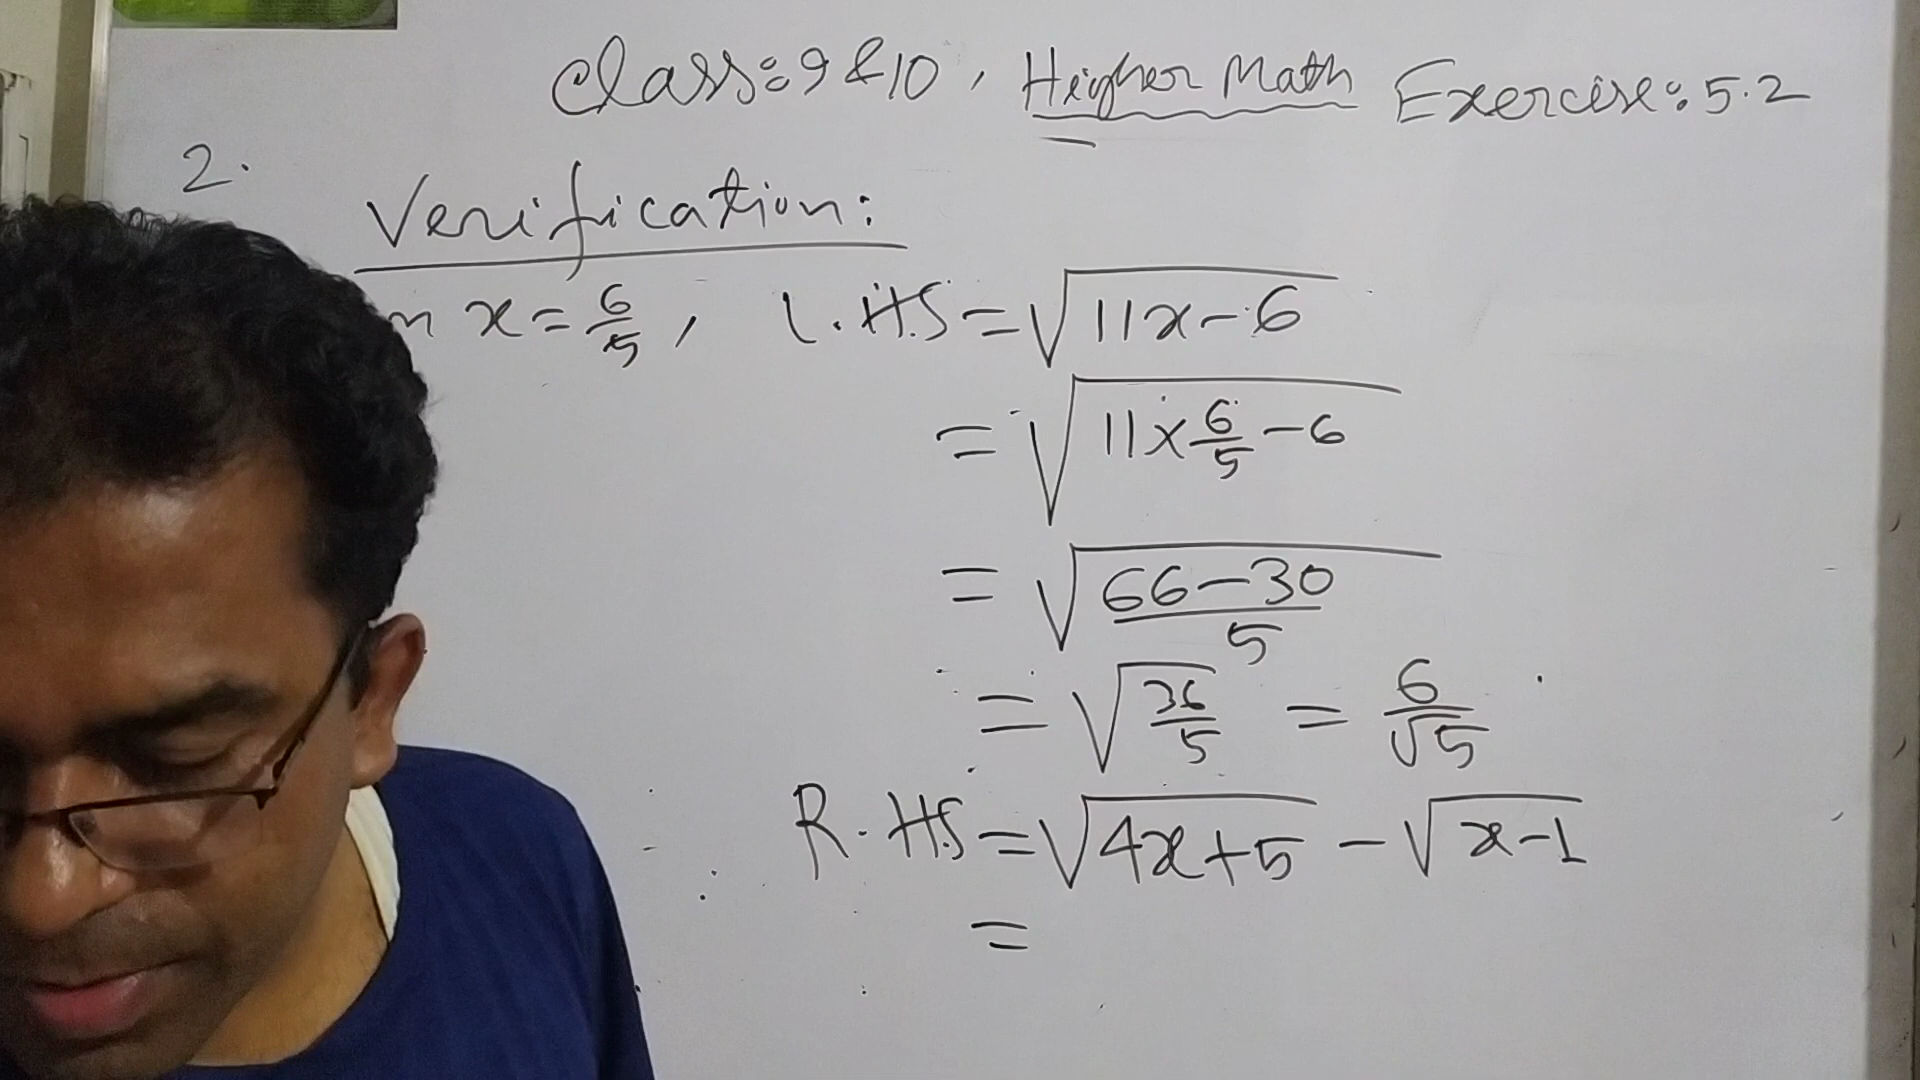 Class: 9 & 10, Higher Math Exercise: 5.2
2.
Verification:
n x = 6/5, L.H.S = √(11x-6)
= √(11×6/5-6)
= √((66-30)/5)
= √(36/5) = 6/√5
R.H.S = √(4x+5) - √(x-1)
=